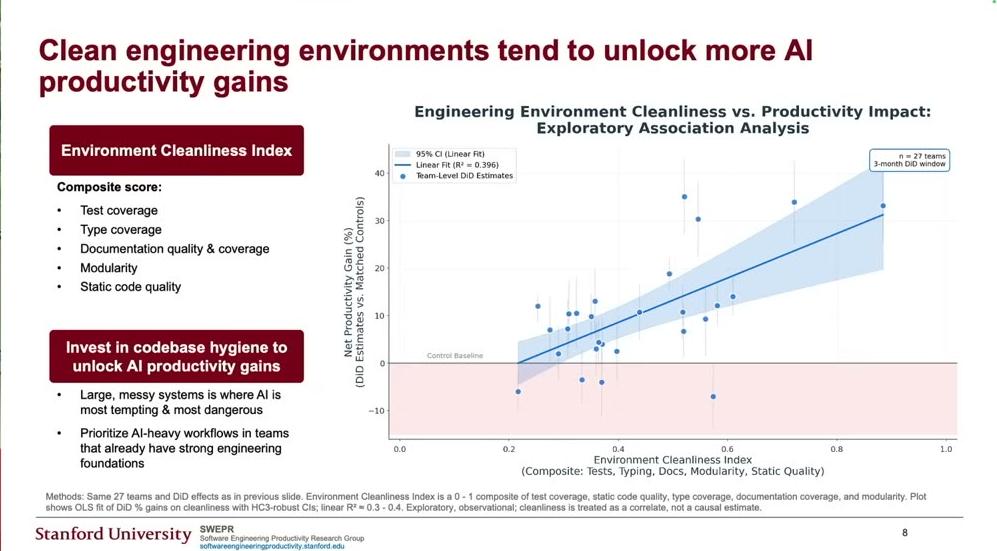 Clean engineering environments tend to unlock more AI
productivity gains
Environment Cleanliness Index
Composite score:
• Test coverage
• Type coverage
• Documentation quality & coverage
• Modularity
• Static code quality
Invest in codebase hygiene to
unlock AI productivity gains
• Large, messy systems is where AI is
most tempting & most dangerous
• Prioritize AI-heavy workflows in teams
that already have strong engineering
foundations
Engineering Environment Cleanliness vs. Productivity Impact:
Exploratory Association Analysis
95% CI (Linear Fit)
Linear Fit (R² = 0.396)
Team-Level DiD Estimates
n = 27 teams
3-month DiD window
Net Productivity Gain (%)
(DiD Estimates vs. Matched Controls)
40
30
20
10
0
−10
Control Baseline
0.0 0.2 0.4 0.6 0.8 1.0
Environment Cleanliness Index
(Composite: Tests, Typing, Docs, Modularity, Static Quality)
Methods: Same 27 teams and DiD effects as in previous slide. Environment Cleanliness Index is a 0 - 1 composite of test coverage, static code quality, type coverage, documentation coverage, and modularity. Plot
shows OLS fit of DiD % gains on cleanliness with HC3-robust CIs; linear R² ≈ 0.3 - 0.4. Exploratory, observational; cleanliness is treated as a correlate, not a causal estimate.
Stanford University
SWEPR
Software Engineering Productivity Research Group
softwareengineeringproductivity.stanford.edu
8